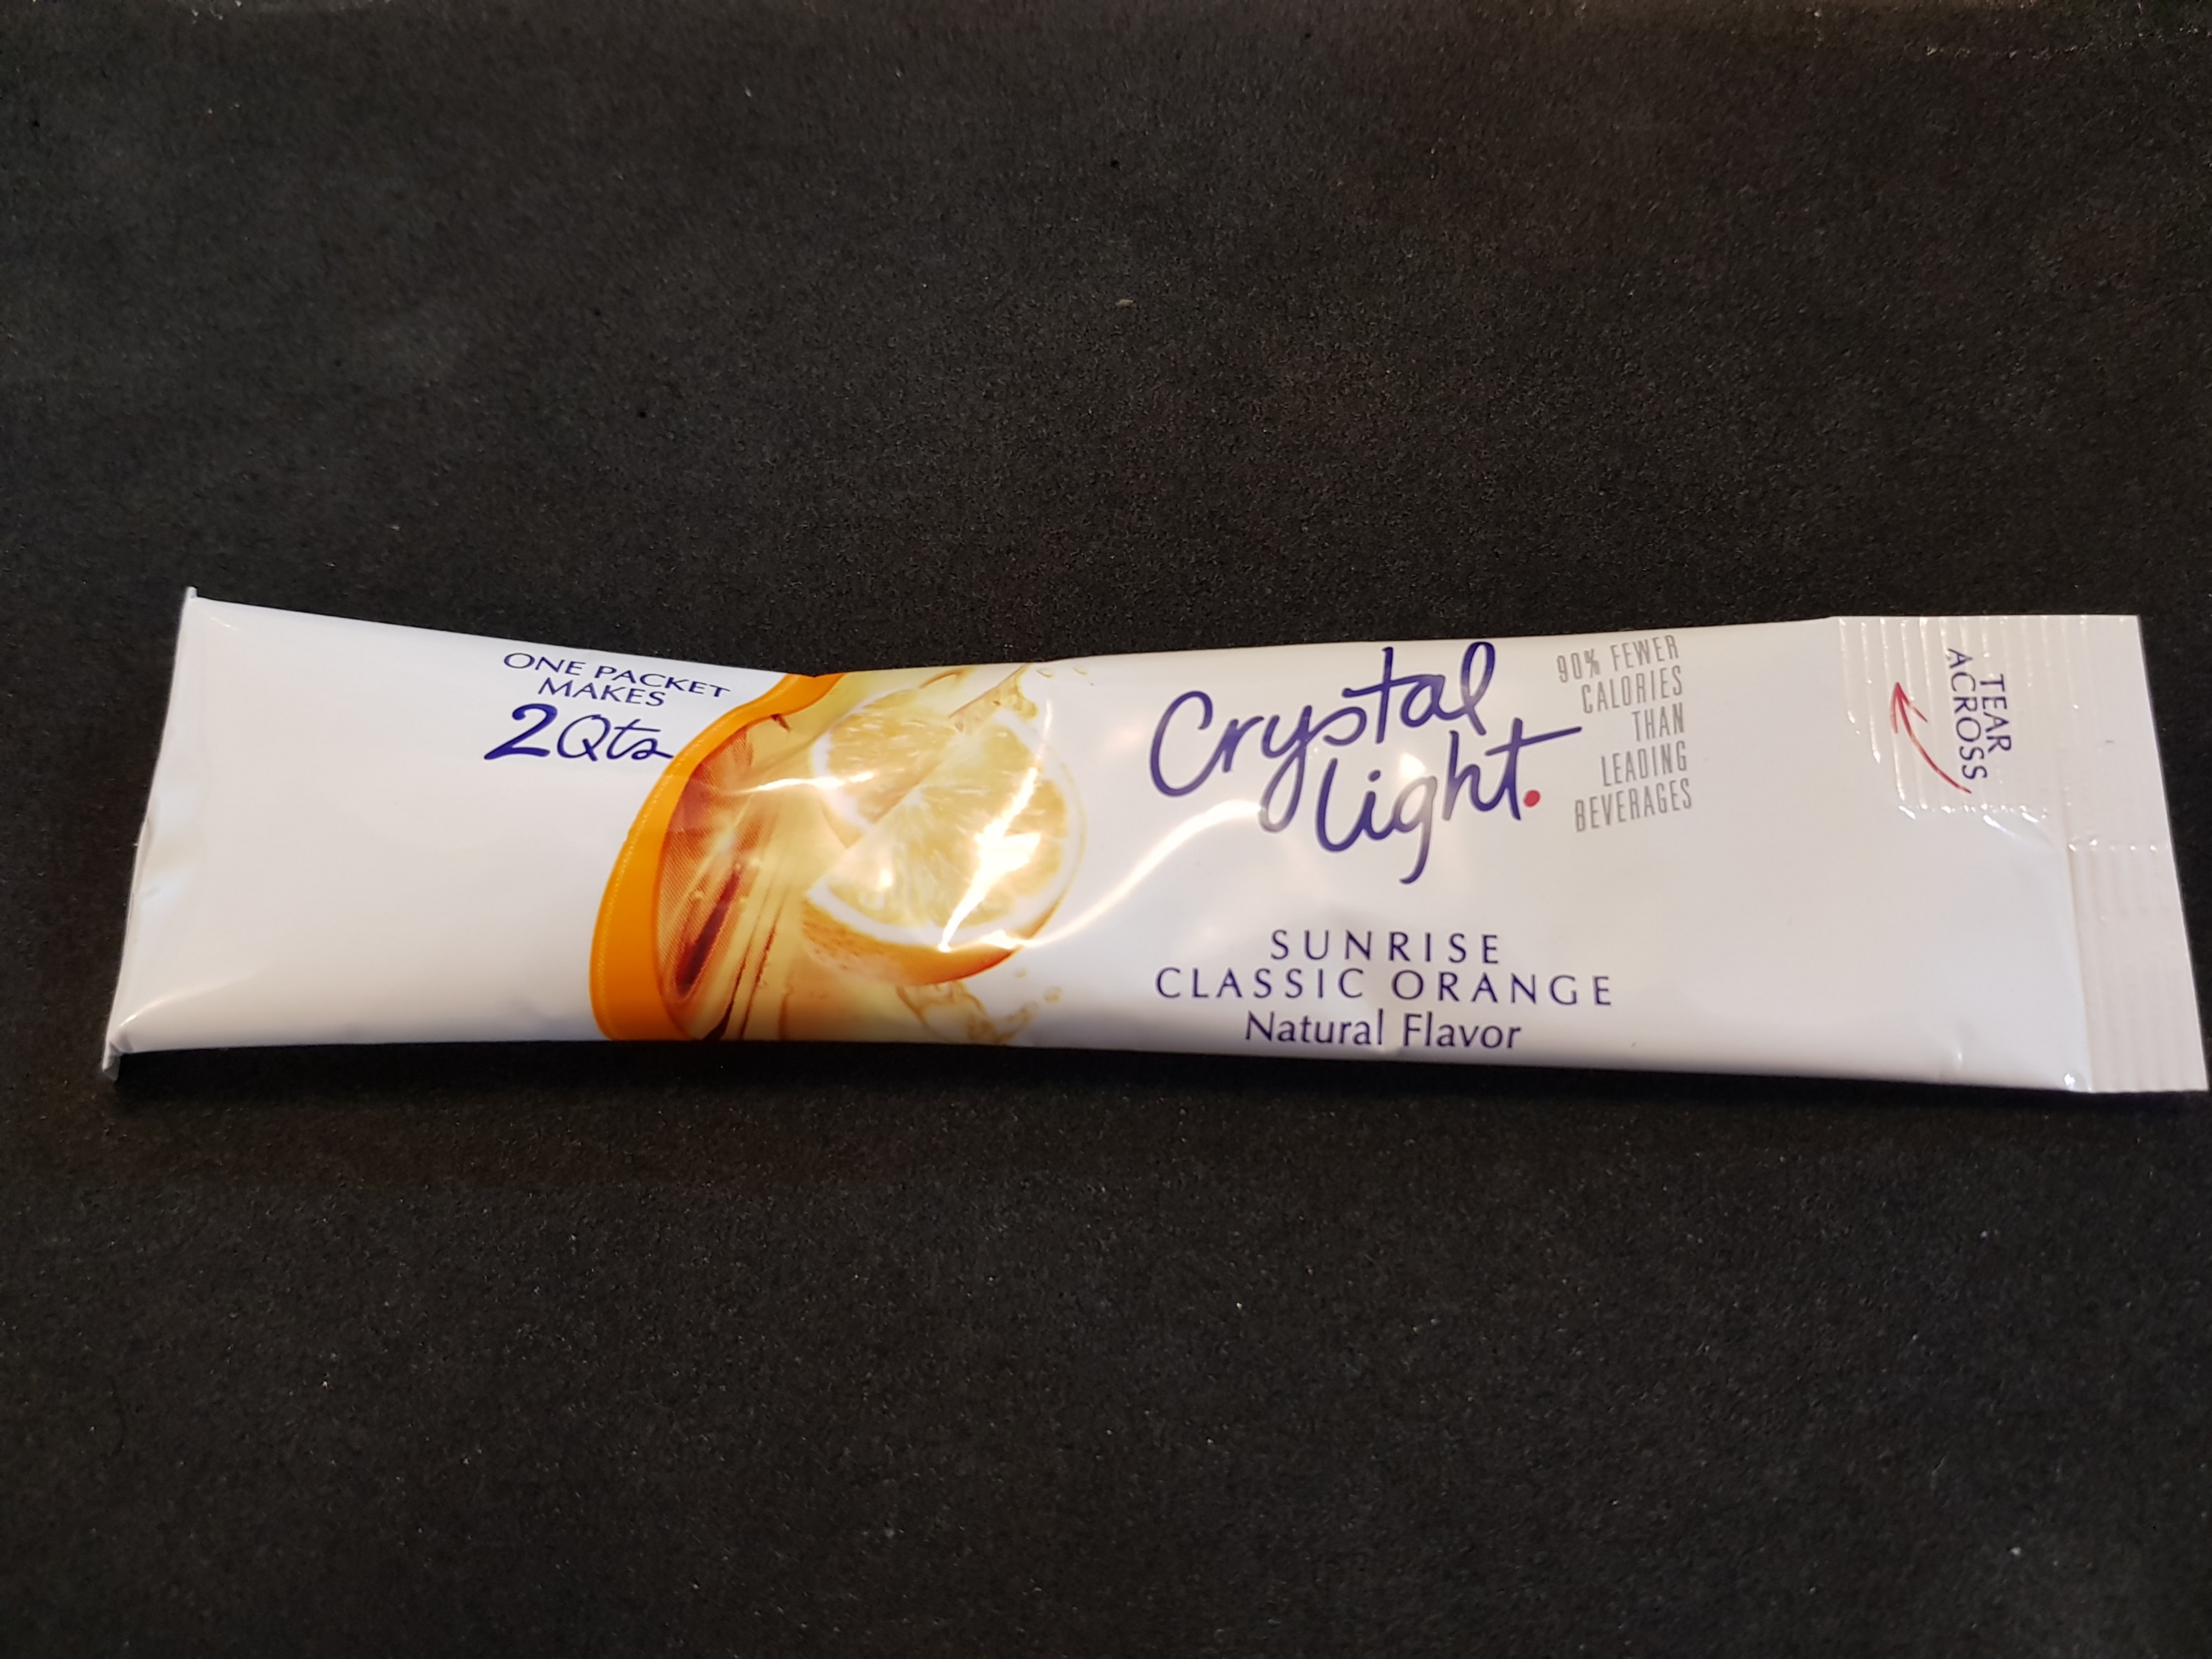 ONE PACKET
MAKES
2Qts
Crystal
Light.
90% FEWER
CALORIES
THAN
LEADING
BEVERAGES
SUNRISE
CLASSIC ORANGE
Natural Flavor
TEAR
ACROSS